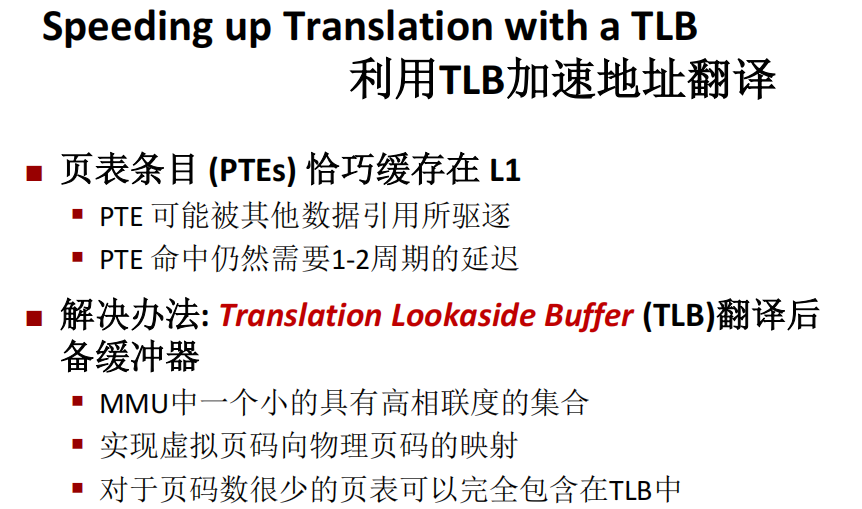 Speeding up Translation with a TLB
利用TLB加速地址翻译
页表条目 (PTEs) 恰巧缓存在 L1
PTE 可能被其他数据引用所驱逐
PTE 命中仍然需要1-2周期的延迟
解决办法: Translation Lookaside Buffer (TLB)翻译后
备缓冲器
MMU中一个小的具有高相联度的集合
实现虚拟页码向物理页码的映射
对于页码数很少的页表可以完全包含在TLB中